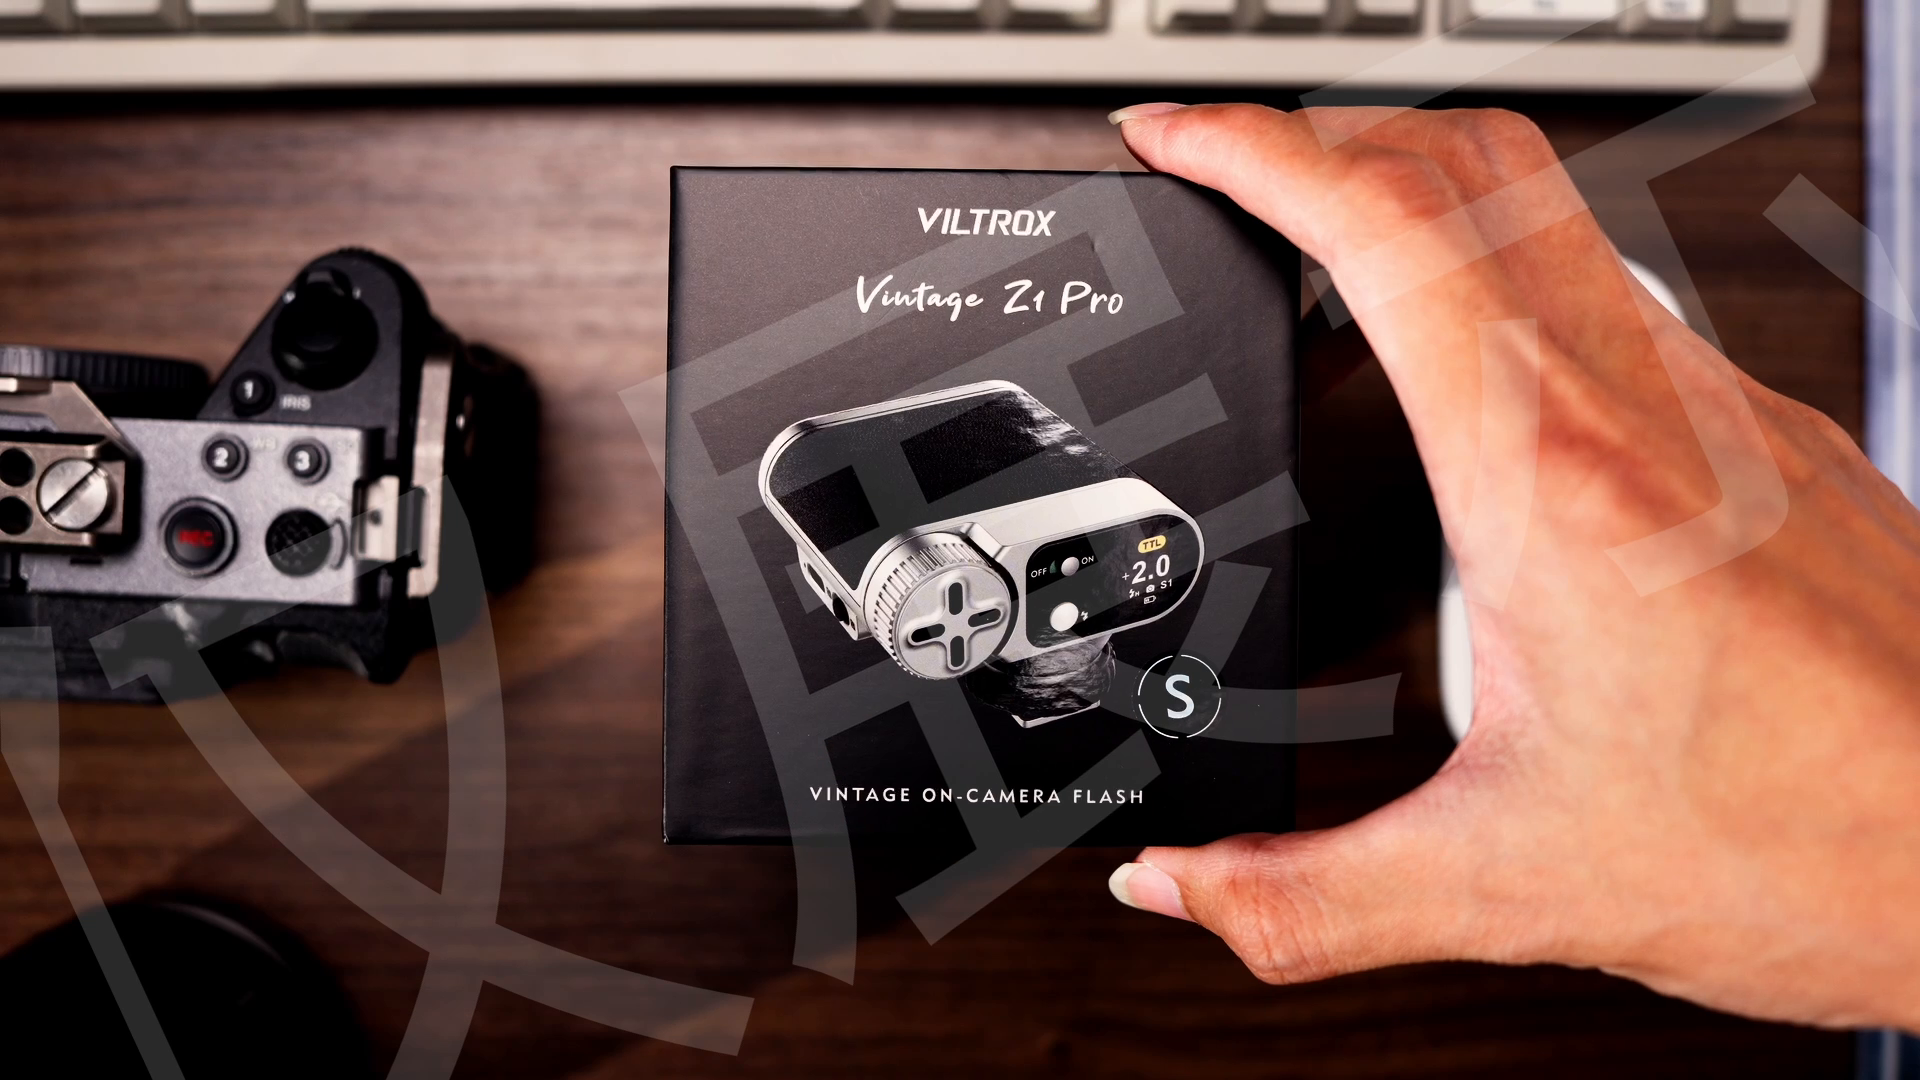 VILTROX
Vintage Z1 Pro
1 IRIS
2
3
REC
TTL
OFF ON
+2.0
S1
S
VINTAGE ON-CAMERA FLASH